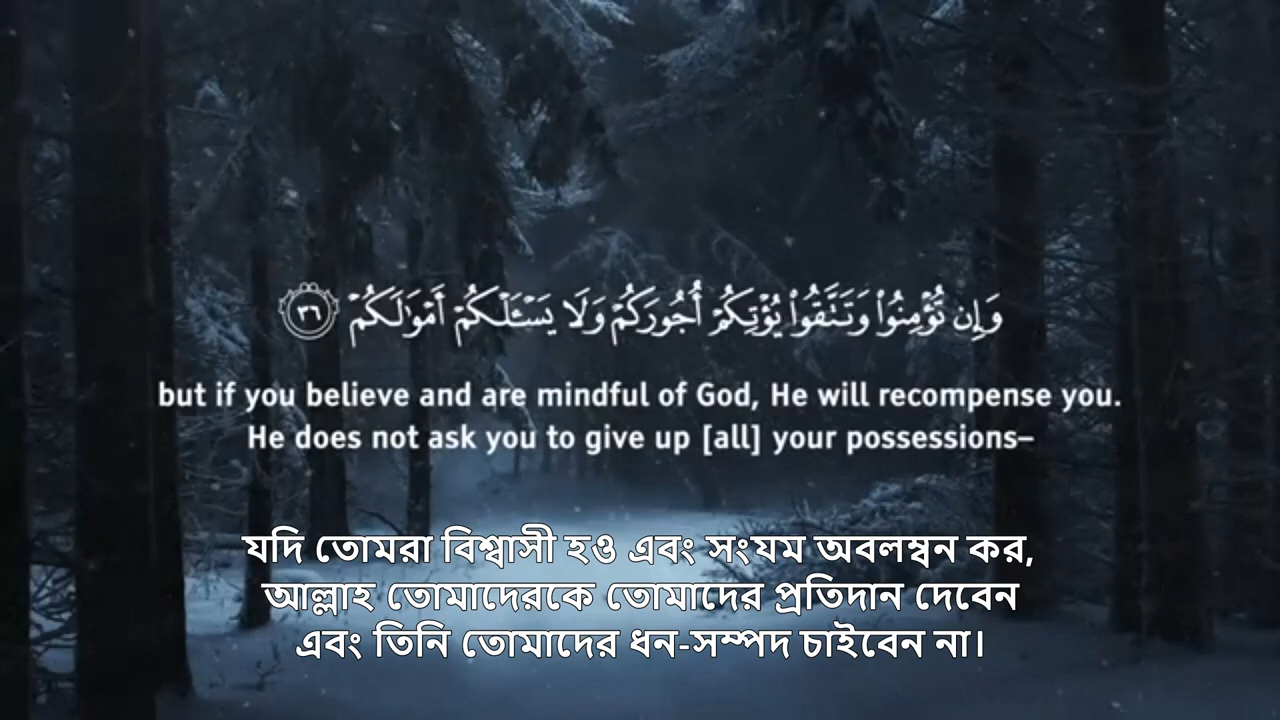 وَإِن تُؤْمِنُوا۟ وَتَتَّقُوا۟ يُؤْتِكُمْ أُجُورَكُمْ وَلَا يَسْـَٔلْكُمْ أَمْوَٰلَكُمْ ٣٦
but if you believe and are mindful of God, He will recompense you.
He does not ask you to give up [all] your possessions–
যদি তোমরা বিশ্বাসী হও এবং সংযম অবলম্বন কর,
আল্লাহ তোমাদেরকে তোমাদের প্রতিদান দেবেন
এবং তিনি তোমাদের ধন-সম্পদ চাইবেন না।